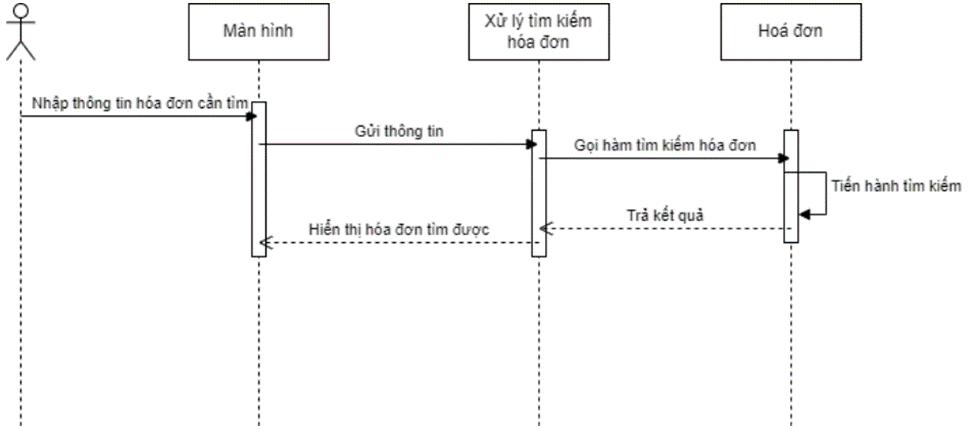 Màn hình
Xử lý tìm kiếm
hóa đơn
Hoá đơn
Nhập thông tin hóa đơn cần tìm
Gửi thông tin
Gọi hàm tìm kiếm hóa đơn
Tiến hành tìm kiếm
Trả kết quả
Hiển thị hóa đơn tìm được